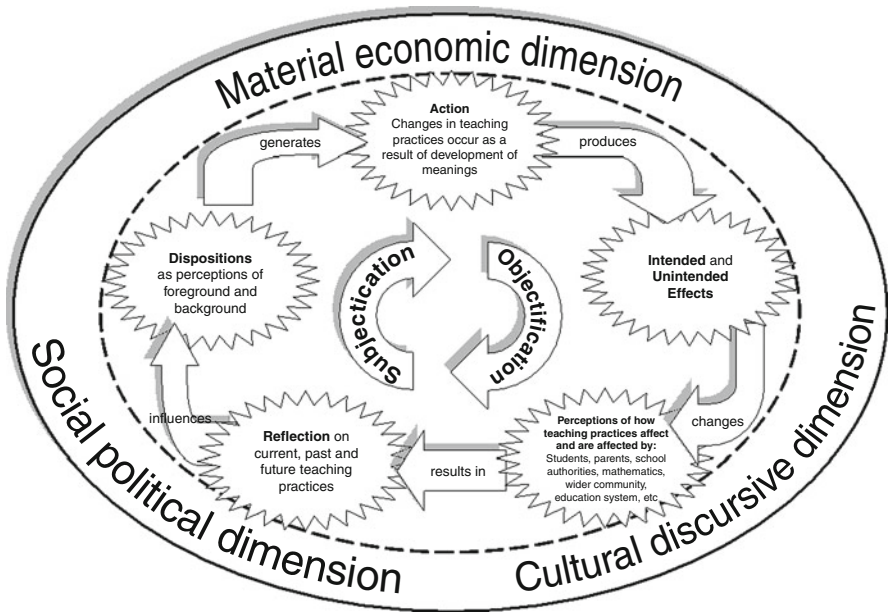 Material economic dimension
Action
Changes in teaching
practices occur as a
result of development of
meanings
generates
produces
Dispositions
as perceptions of
foreground and
background
Intended and
Unintended
Effects
Subjectication
Objectification
influences
changes
Reflection on
current, past and
future teaching
practices
results in
Perceptions of how
teaching practices affect
and are affected by:
Students, parents, school
authorities, mathematics,
wider community,
education system, etc
Social political dimension
Cultural discursive dimension